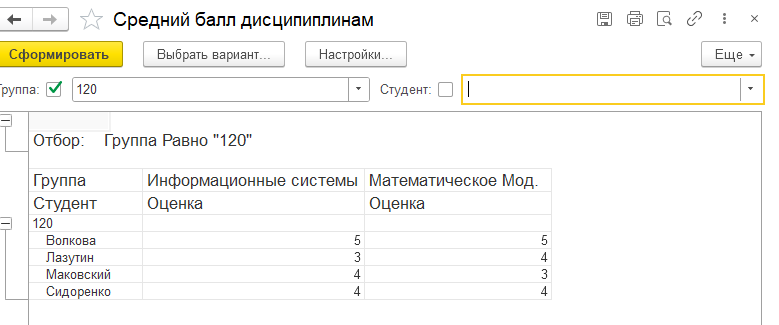 Средний балл дисципиплинам
Сформировать Выбрать вариант... Настройки... Еще
Группа: 120 Студент:
Отбор: Группа Равно "120"
Группа Информационные системы Математическое Мод.
Студент Оценка Оценка
120
Волкова 5 5
Лазутин 3 4
Маковский 4 3
Сидоренко 4 4